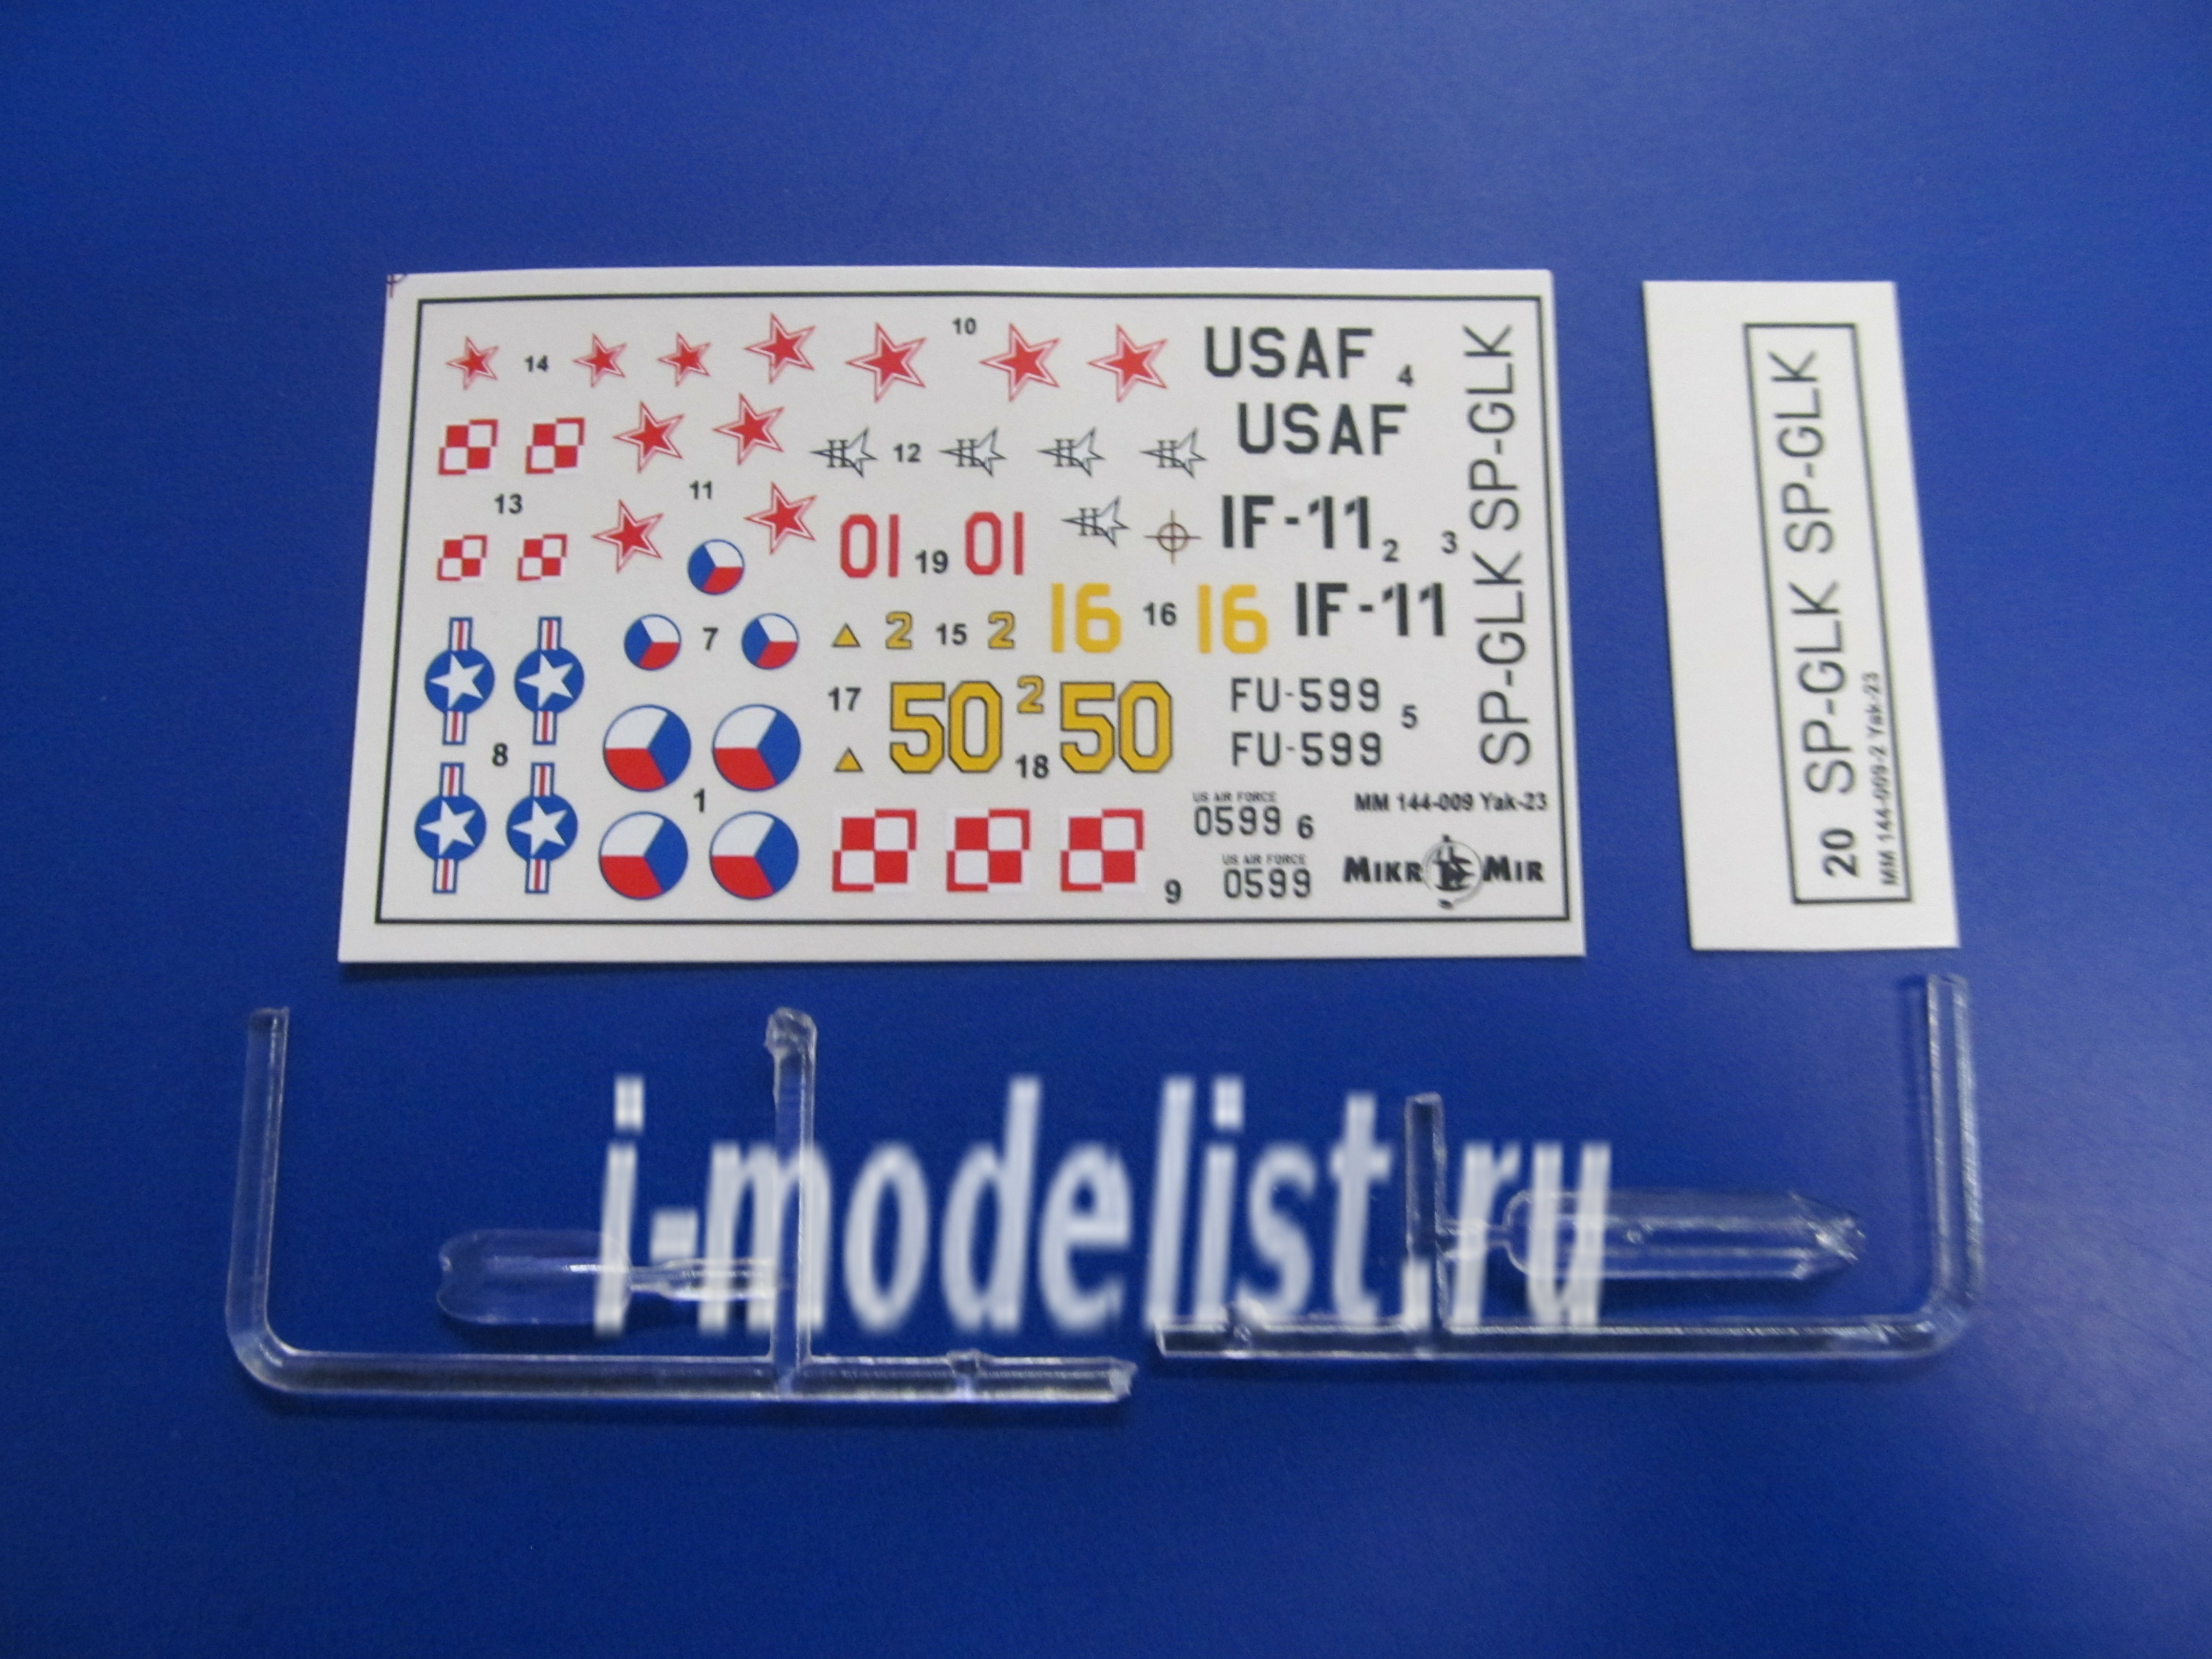 14
10
USAF
4
12
USAF
13
11
01
19
01
IF-11
2
3
SP-GLK SP-GLK
7
2
15
2
16
16
16
IF-11
17
50
2
50
18
FU-599
5
FU-599
8
1
US AIR FORCE
0599
6
MM 144-009 Yak-23
9
US AIR FORCE
0599
MIKRO MIR
20 SP-GLK SP-GLK
MM 144-009-2 Yak-23
i-modelist.ru